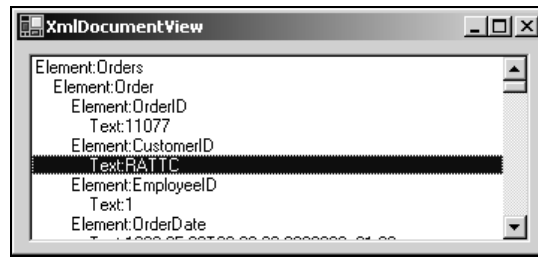 XmlDocumentView
Element:Orders
Element:Order
Element:OrderID
Text:11077
Element:CustomerID
Text:RATTC
Element:EmployeeID
Text:1
Element:OrderDate